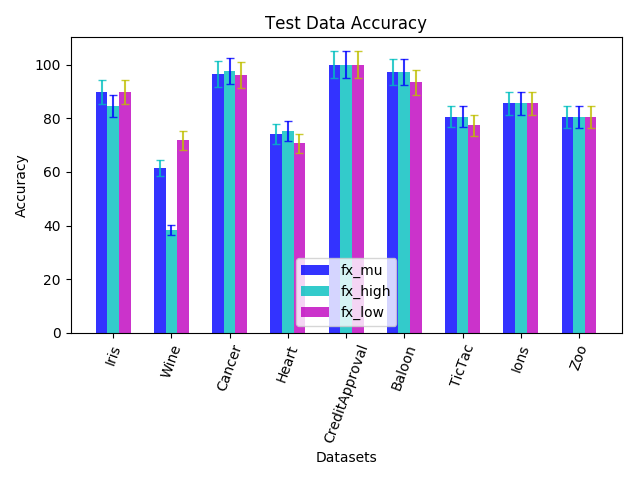 Test Data Accuracy
Accuracy
100
80
60
40
20
0
fx_mu
fx_high
fx_low
Iris
Wine
Cancer
Heart
CreditApproval
Baloon
TicTac
Ions
Zoo
Datasets